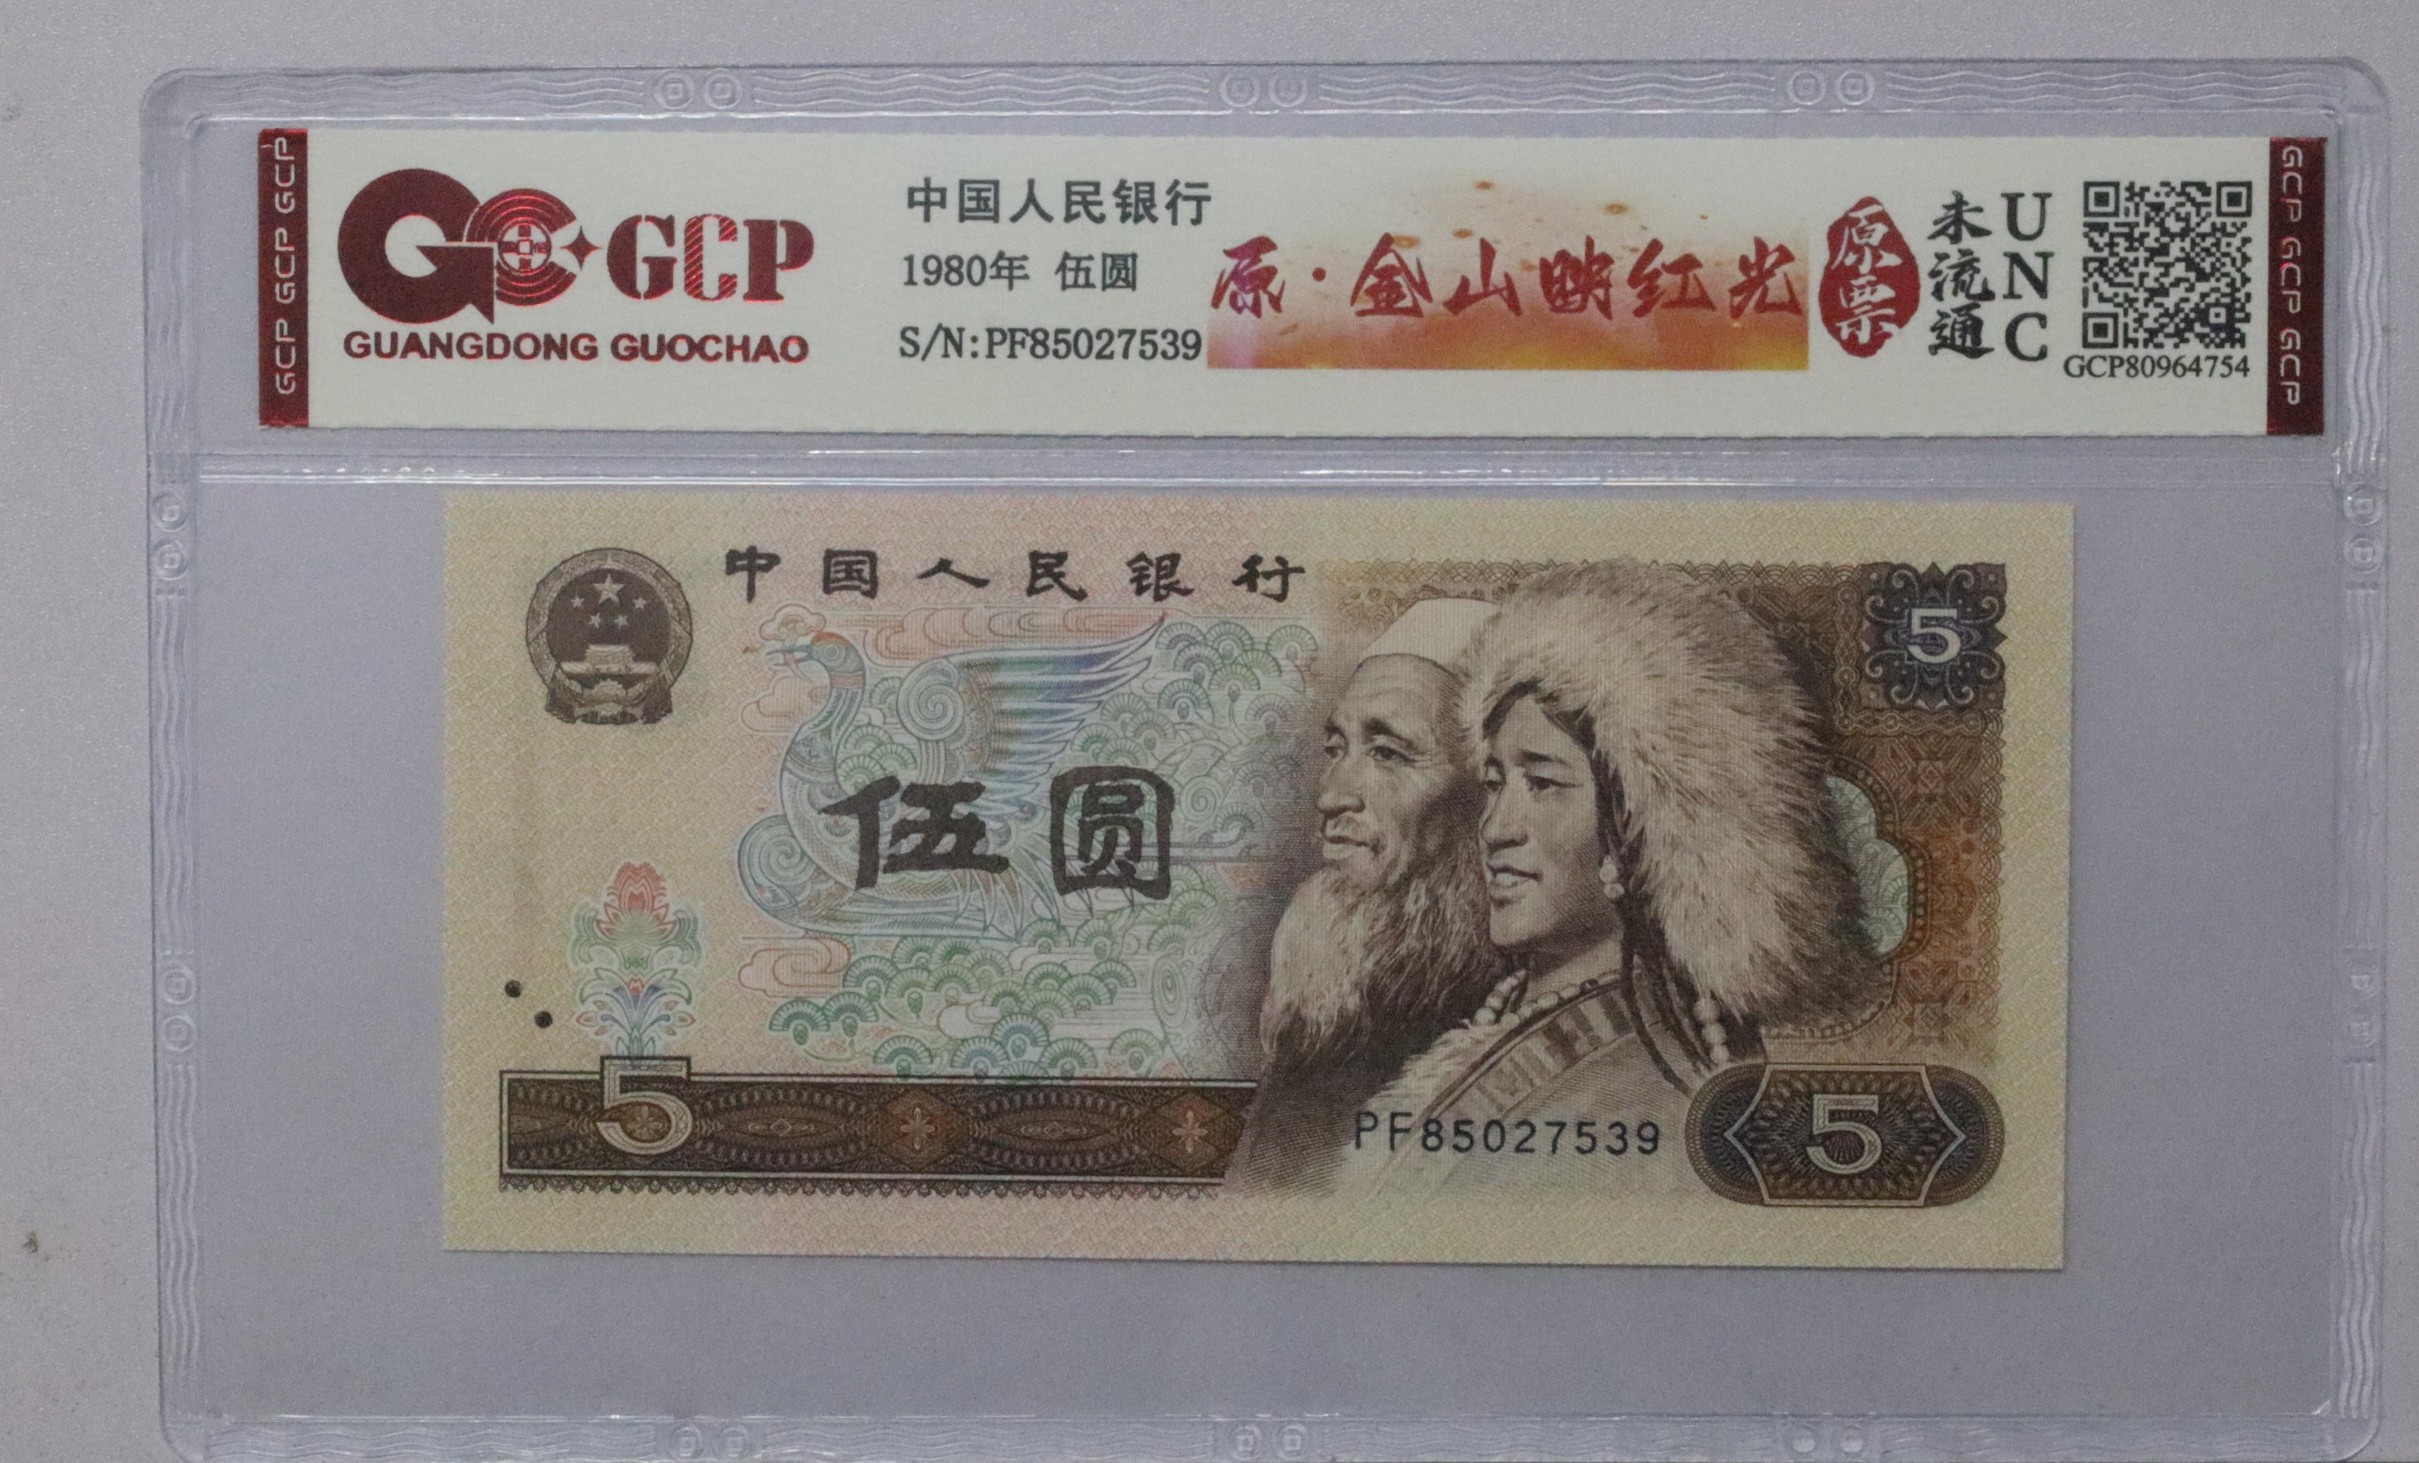 GCP GCP GCP
GCP
GUANGDONG GUOCHAO
中国人民银行
1980年 伍圆
S/N:PF85027539
原·金山映红光
原票
未流通
UNC
GCP80964754
GCP GCP GCP
中国人民银行
5
伍圆
5
PF85027539
5